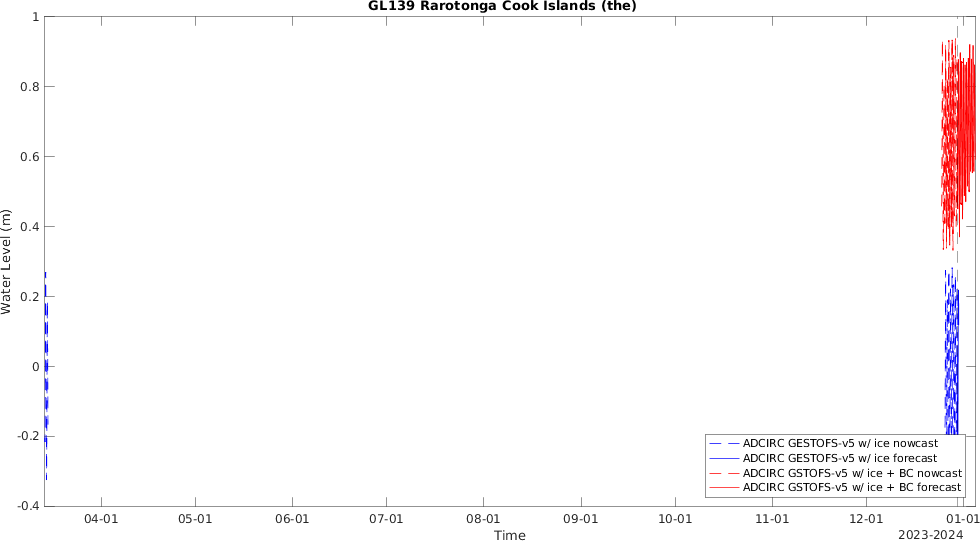 GL139 Rarotonga Cook Islands (the)
1
0.8
0.6
0.4
0.2
0
-0.2
-0.4
Water Level (m)
04-01 05-01 06-01 07-01 08-01 09-01 10-01 11-01 12-01 01-01
Time
2023-2024
ADCIRC GESTOFS-v5 w/ ice nowcast
ADCIRC GESTOFS-v5 w/ ice forecast
ADCIRC GSTOFS-v5 w/ ice + BC nowcast
ADCIRC GSTOFS-v5 w/ ice + BC forecast